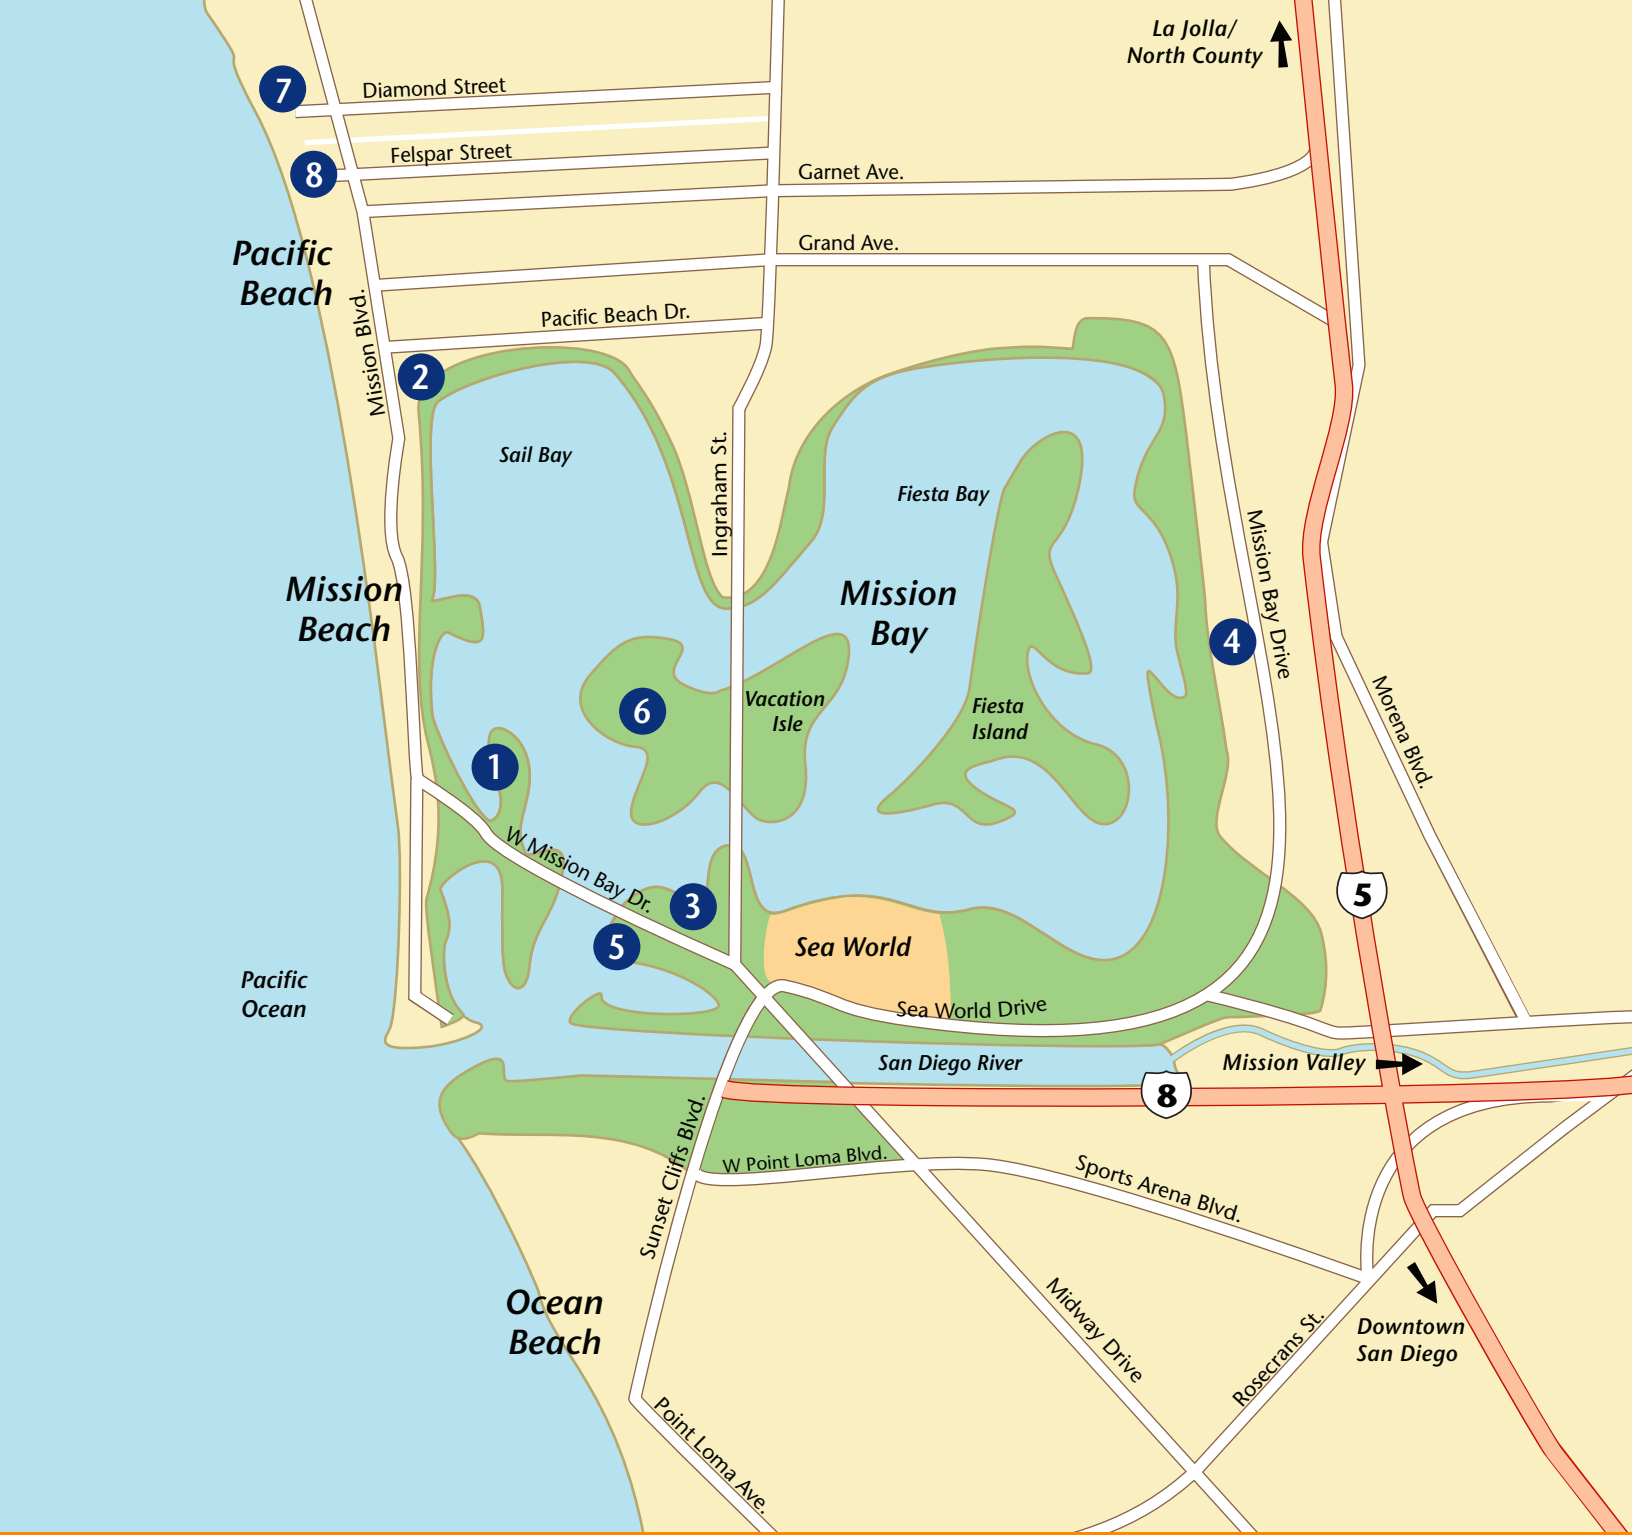 La Jolla/
North County
7
Diamond Street
Felspar Street
8
Garnet Ave.
Pacific
Beach
Grand Ave.
Mission Blvd.
Pacific Beach Dr.
2
Sail Bay
Ingraham St.
Fiesta Bay
Mission
Beach
Mission
Bay
Mission Bay Drive
4
6
Vacation
Isle
Fiesta
Island
Morena Blvd.
1
W Mission Bay Dr.
3
5
5
Sea World
Pacific
Ocean
Sea World Drive
San Diego River
Mission Valley
8
Sunset Cliffs Blvd.
W Point Loma Blvd.
Sports Arena Blvd.
Ocean
Beach
Midway Drive
Rosecrans St.
Downtown
San Diego
Point Loma Ave.